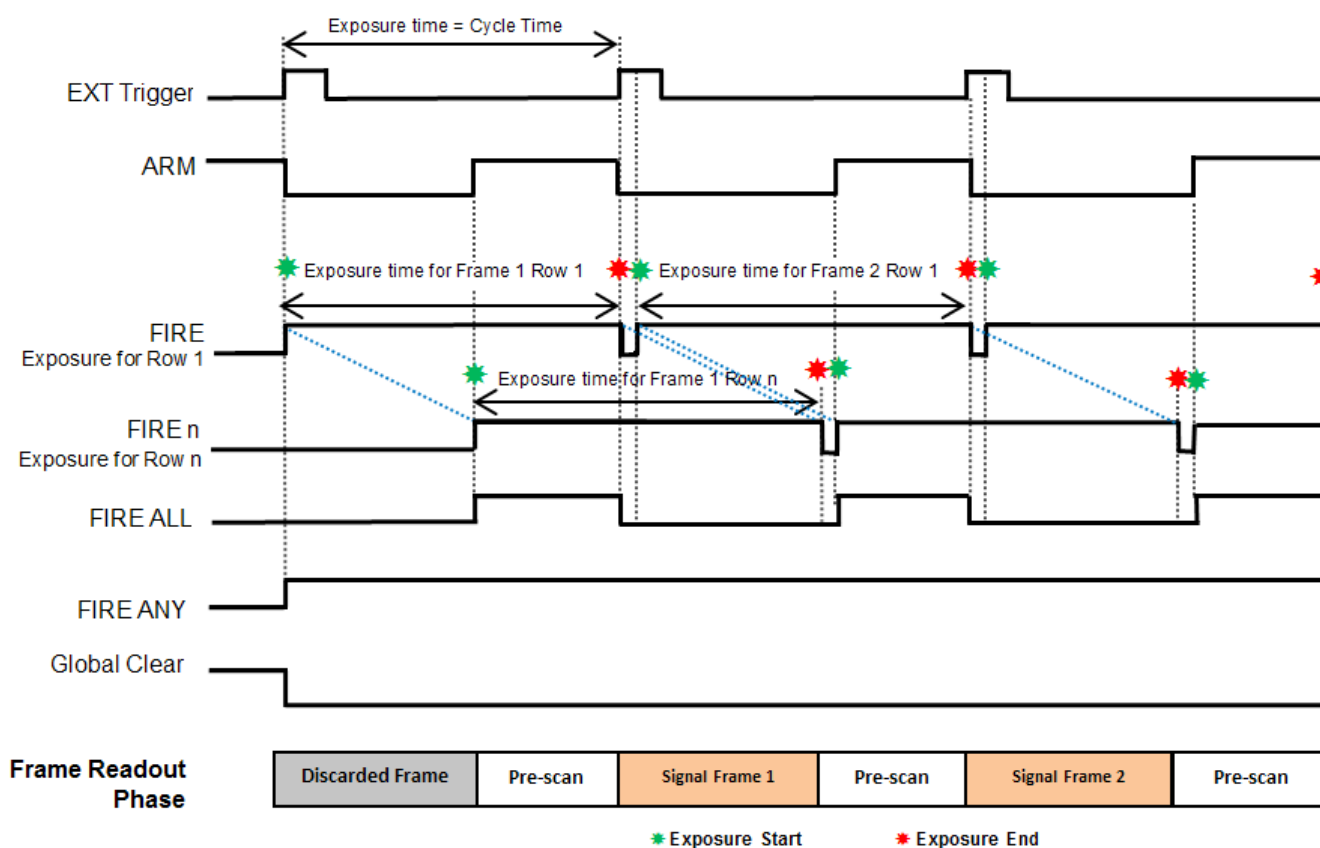 Exposure time = Cycle Time
EXT Trigger
ARM
Exposure time for Frame 1 Row 1
Exposure time for Frame 2 Row 1
FIRE
Exposure for Row 1
Exposure time for Frame 1 Row n
FIRE n
Exposure for Row n
FIRE ALL
FIRE ANY
Global Clear
Frame Readout
Phase
Discarded Frame
Pre-scan
Signal Frame 1
Pre-scan
Signal Frame 2
Pre-scan
Exposure Start
Exposure End